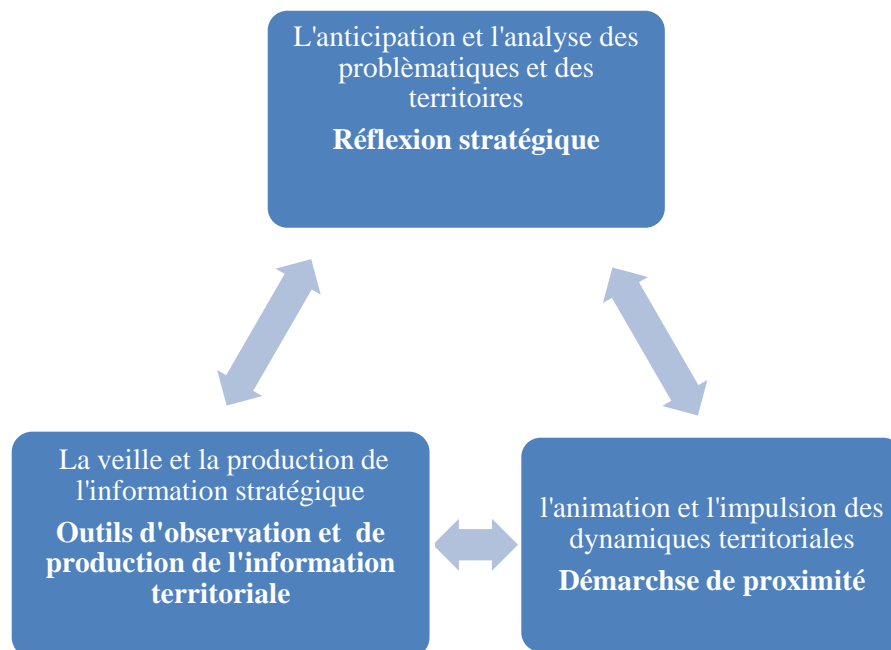 L'anticipation et l'analyse des
problèmatiques et des
territoires
Réflexion stratégique
La veille et la production de
l'information stratégique
Outils d'observation et de
production de l'information
territoriale
l'animation et l'impulsion des
dynamiques territoriales
Démarchse de proximité